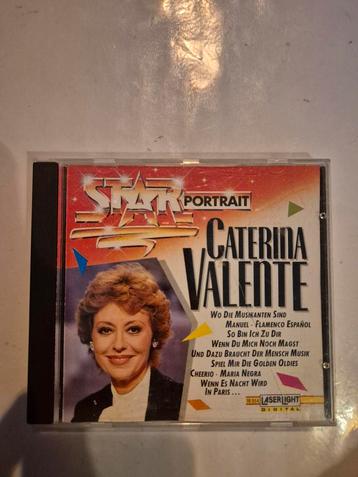 STAR PORTRAIT
CATERINA
VALENTE
WO DIE MUSIKANTEN SIND
MANUEL - FLAMENCO ESPAÑOL
SO BIN ICH ZU DIR
WENN DU MICH NOCH MAGST
UND DAZU BRAUCHT DER MENSCH MUSIK
SPIEL MIR DIE GOLDEN OLDIES
CHEERIO - MARIA NEGRA
WENN ES NACHT WIRD
IN PARIS ...
LASERLIGHT
DIGITAL